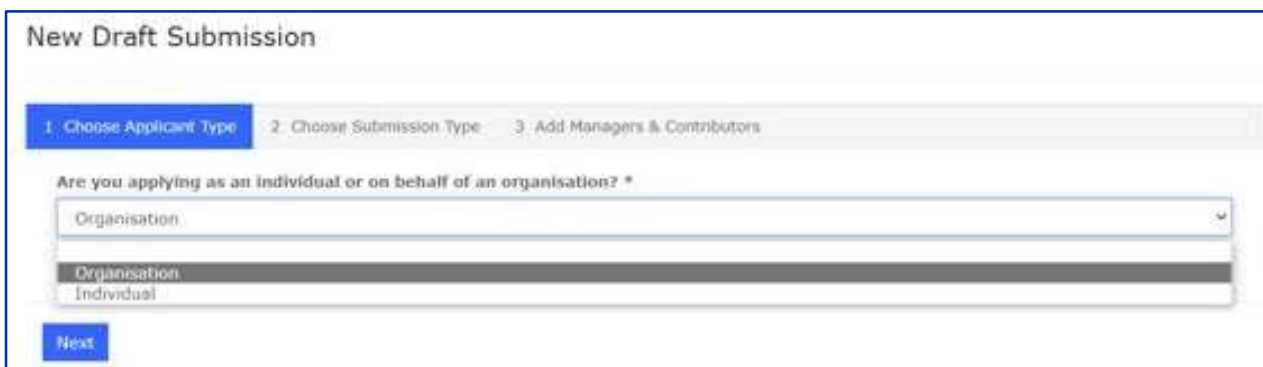 New Draft Submission
1 Choose Applicant Type 2 Choose Submission Type 3 Add Managers & Contributors
Are you applying as an individual or on behalf of an organisation? *
Organisation
Organisation
Individual
Next